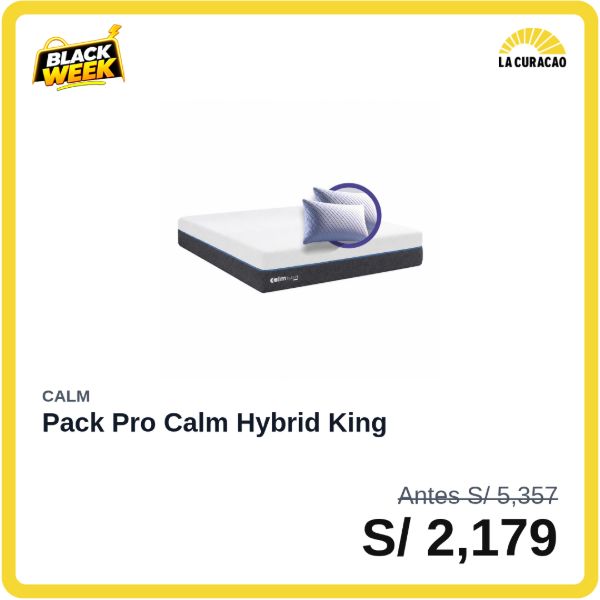 BLACK
WEEK
LA CURACAO
CALM
Pack Pro Calm Hybrid King
Antes S/ 5,357
S/ 2,179